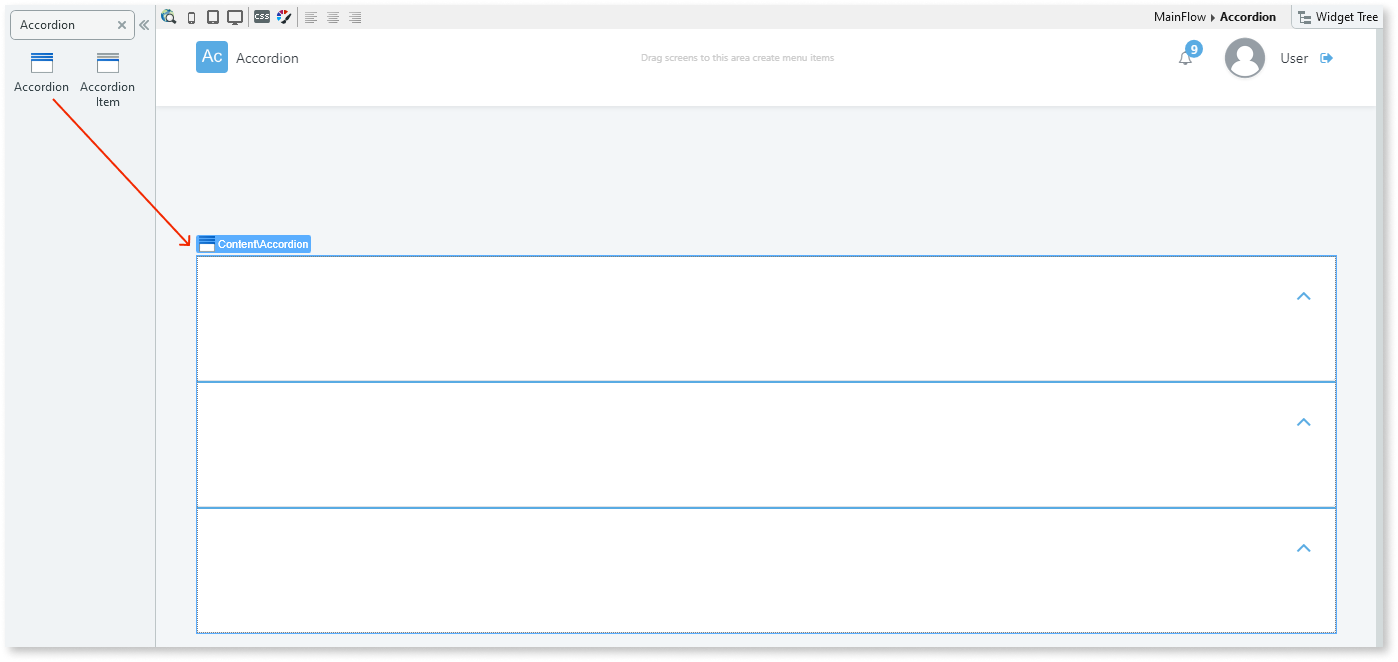 Accordion
Accordion
Accordion
Item
CSS
MainFlow Accordion
Widget Tree
Ac Accordion
Drag screens to this area create menu items
9
User
Content\Accordion